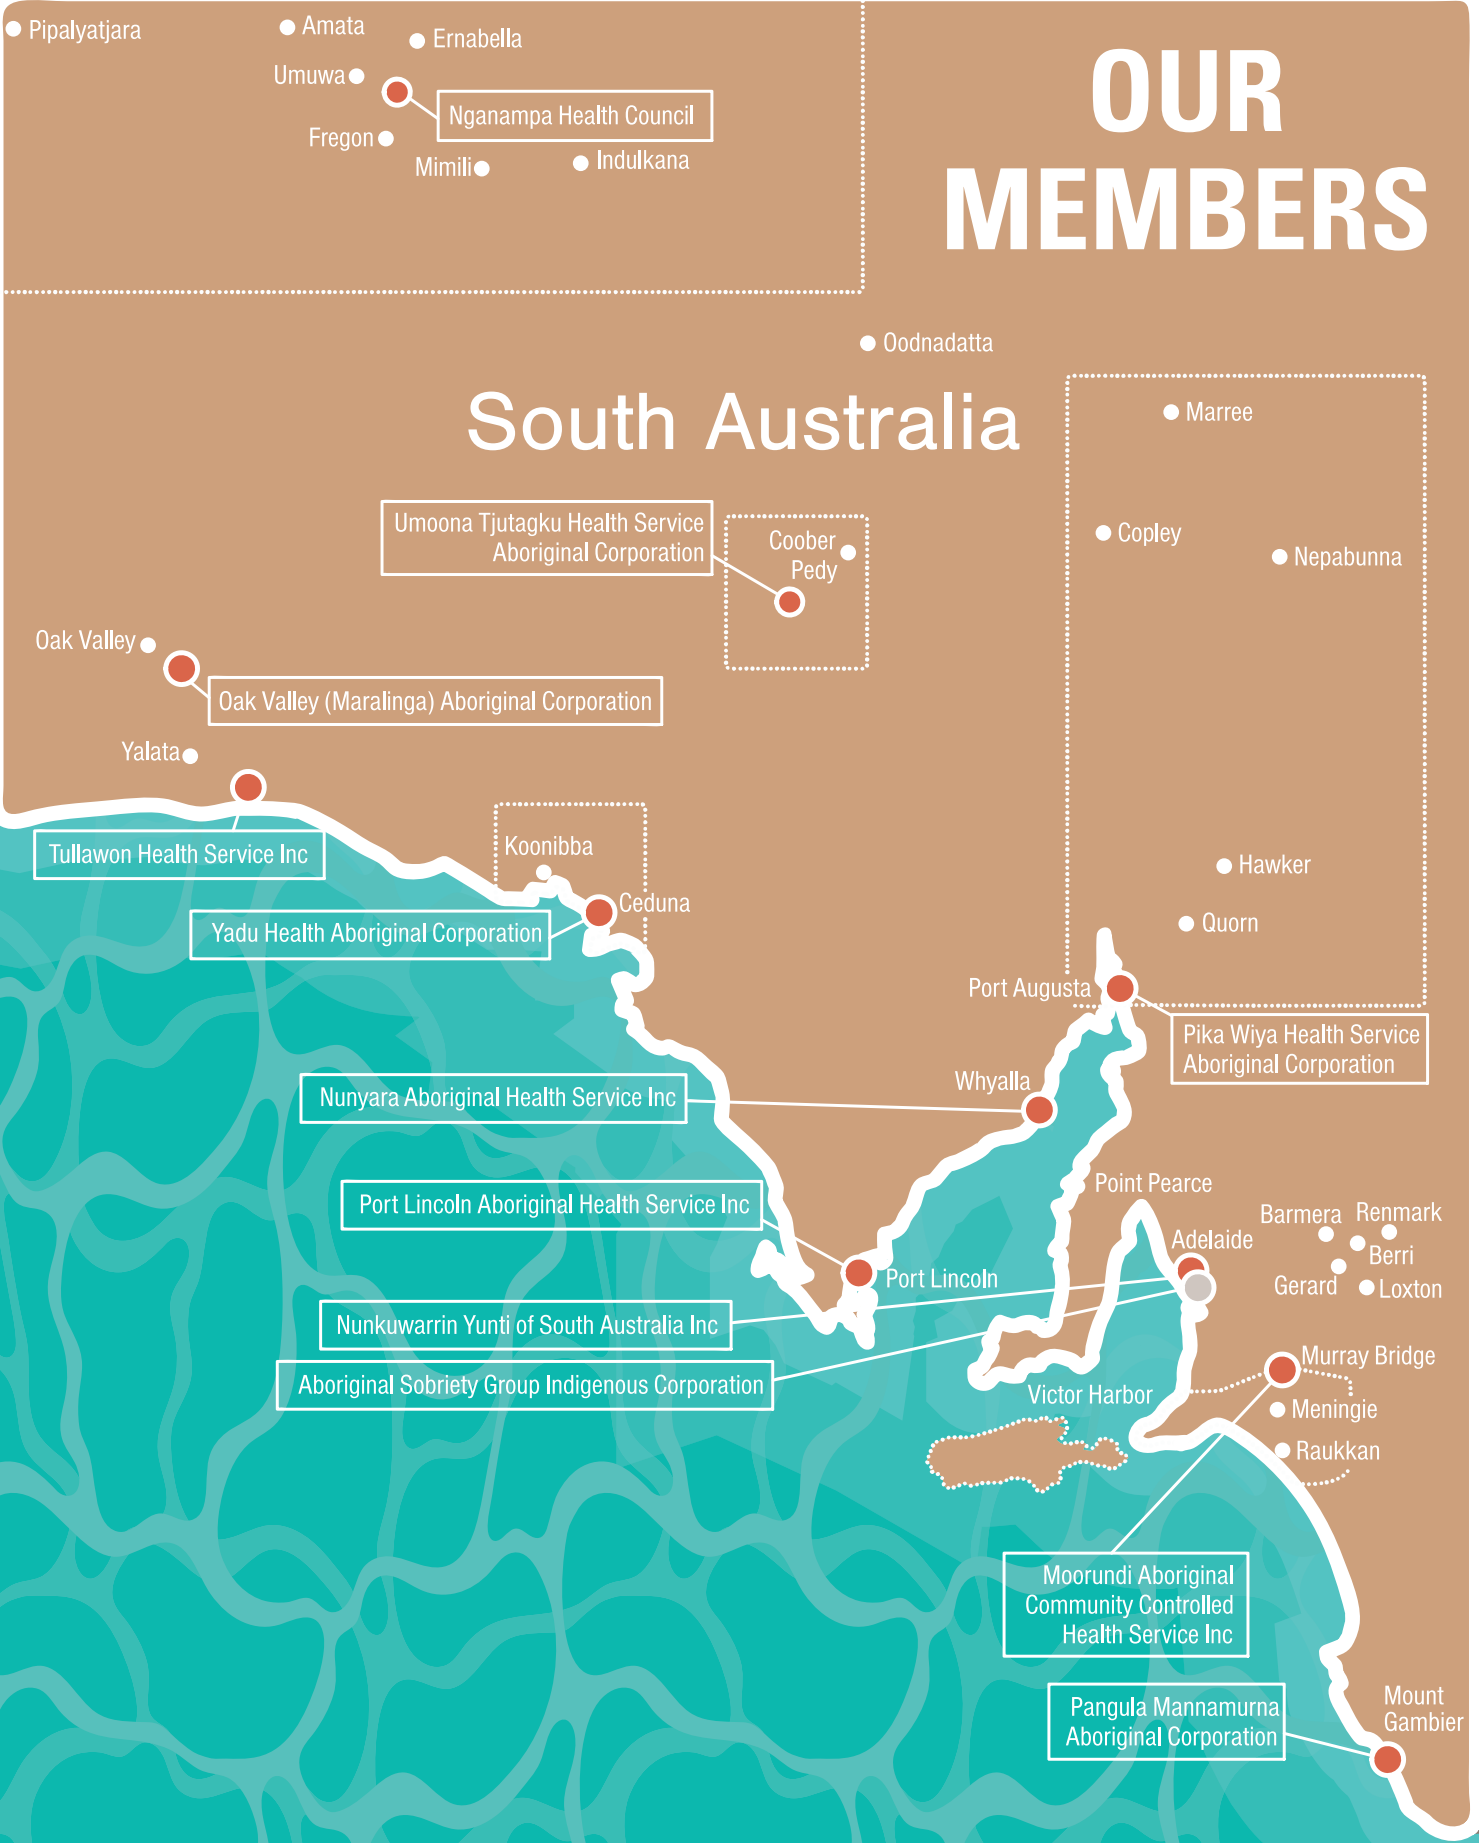 OUR
MEMBERS
Pipalyatjara
Amata
Ernabella
Umuwa
Nganampa Health Council
Fregon
Mimili
Indulkana
Oodnadatta
South Australia
Marree
Umoona Tjutagku Health Service
Aboriginal Corporation
Coober
Pedy
Copley
Nepabunna
Oak Valley
Oak Valley (Maralinga) Aboriginal Corporation
Yalata
Tullawon Health Service Inc
Koonibba
Hawker
Ceduna
Quorn
Yadu Health Aboriginal Corporation
Port Augusta
Pika Wiya Health Service
Aboriginal Corporation
Whyalla
Nunyara Aboriginal Health Service Inc
Point Pearce
Port Lincoln Aboriginal Health Service Inc
Barmera
Renmark
Adelaide
Berri
Port Lincoln
Gerard
Loxton
Nunkuwarrin Yunti of South Australia Inc
Murray Bridge
Aboriginal Sobriety Group Indigenous Corporation
Victor Harbor
Meningie
Raukkan
Moorundi Aboriginal
Community Controlled
Health Service Inc
Mount
Gambier
Pangula Mannamurna
Aboriginal Corporation